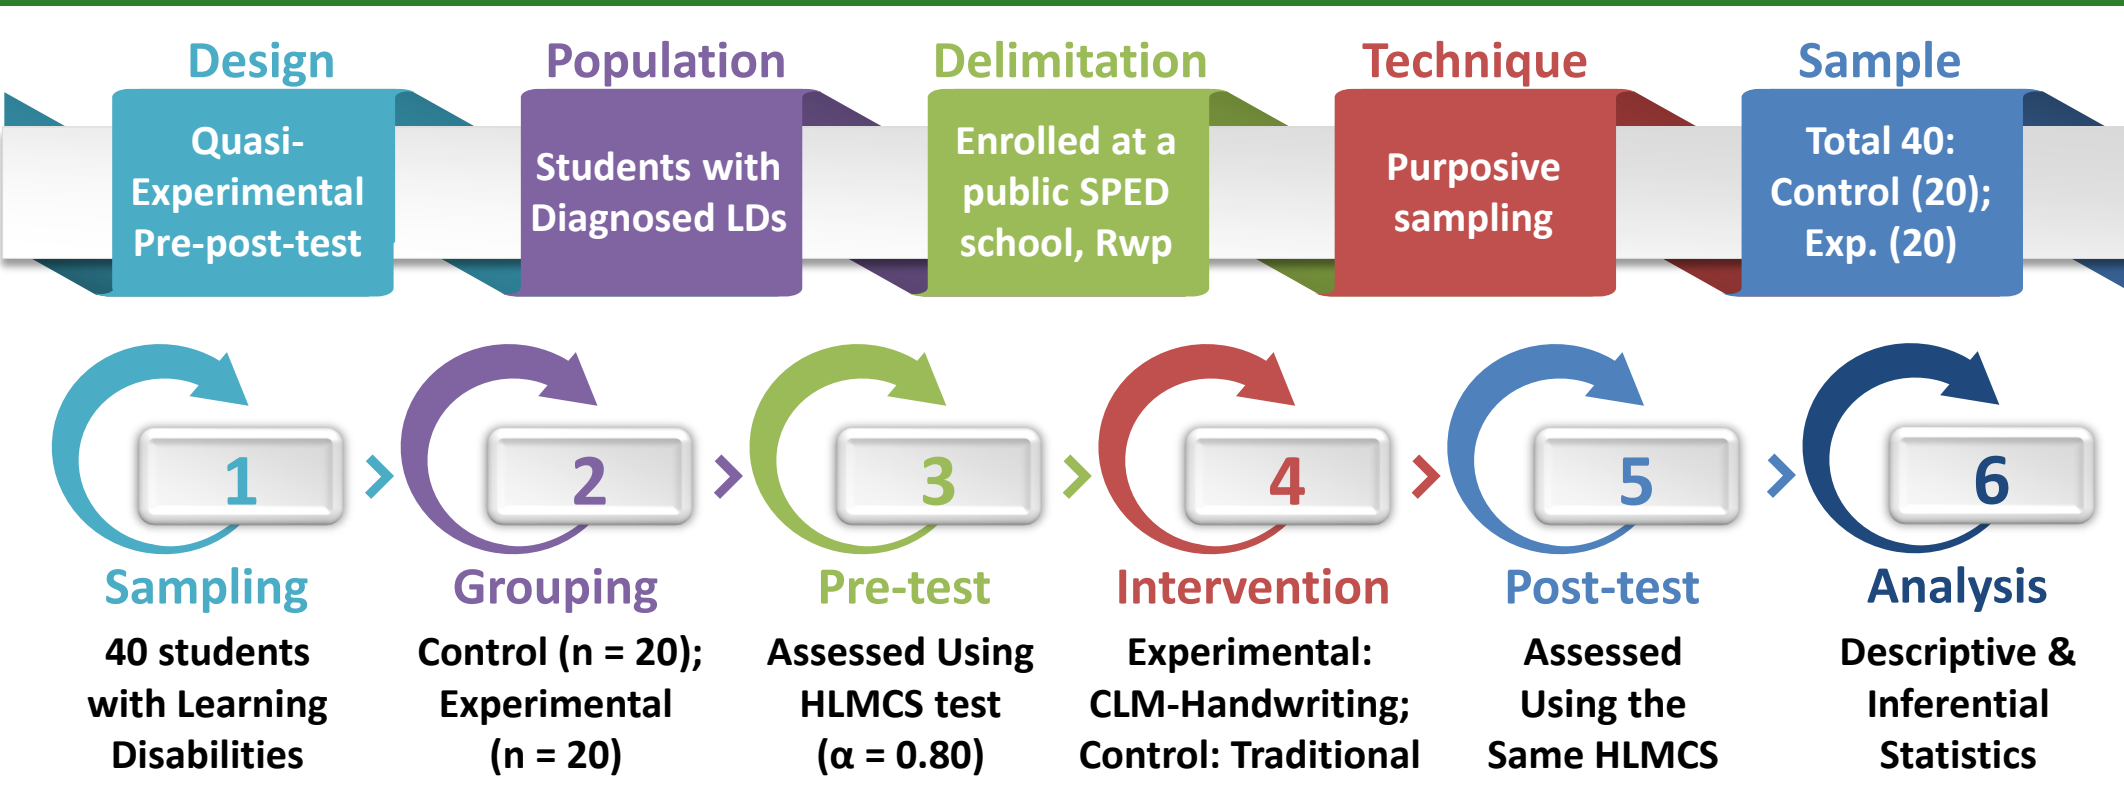 Design
Quasi-
Experimental
Pre-post-test
Population
Students with
Diagnosed LDs
Delimitation
Enrolled at a
public SPED
school, Rwp
Technique
Purposive
sampling
Sample
Total 40:
Control (20);
Exp. (20)
1
Sampling
40 students
with Learning
Disabilities
2
Grouping
Control (n = 20);
Experimental
(n = 20)
3
Pre-test
Assessed Using
HLMCS test
(α = 0.80)
4
Intervention
Experimental:
CLM-Handwriting;
Control: Traditional
5
Post-test
Assessed
Using the
Same HLMCS
6
Analysis
Descriptive &
Inferential
Statistics